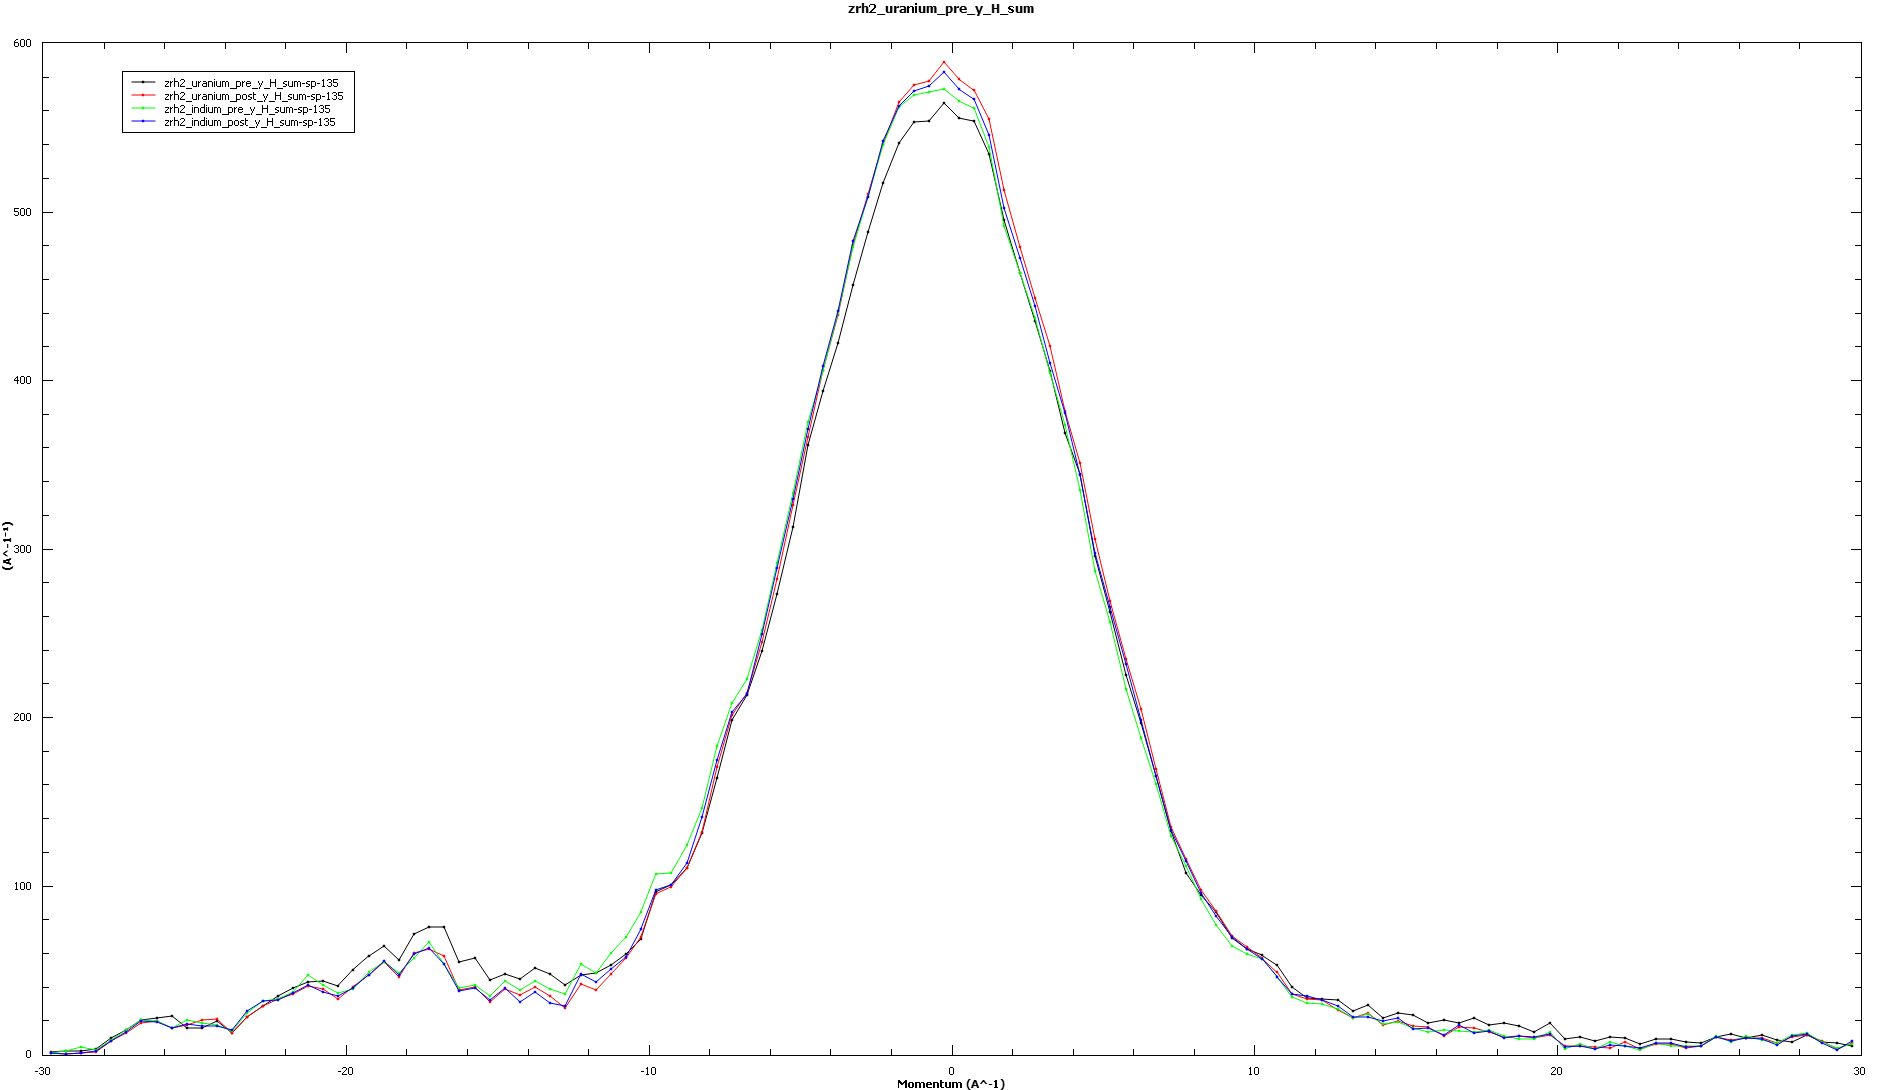 zrh2_uranium_pre_y_H_sum
600
zrh2_uranium_pre_y_H_sum-sp-135
zrh2_uranium_post_y_H_sum-sp-135
zrh2_indium_pre_y_H_sum-sp-135
zrh2_indium_post_y_H_sum-sp-135
500
400
300
(A^-1⁻¹)
200
100
0
-30 -20 -10 0 10 20 30
Momentum (A^-1)